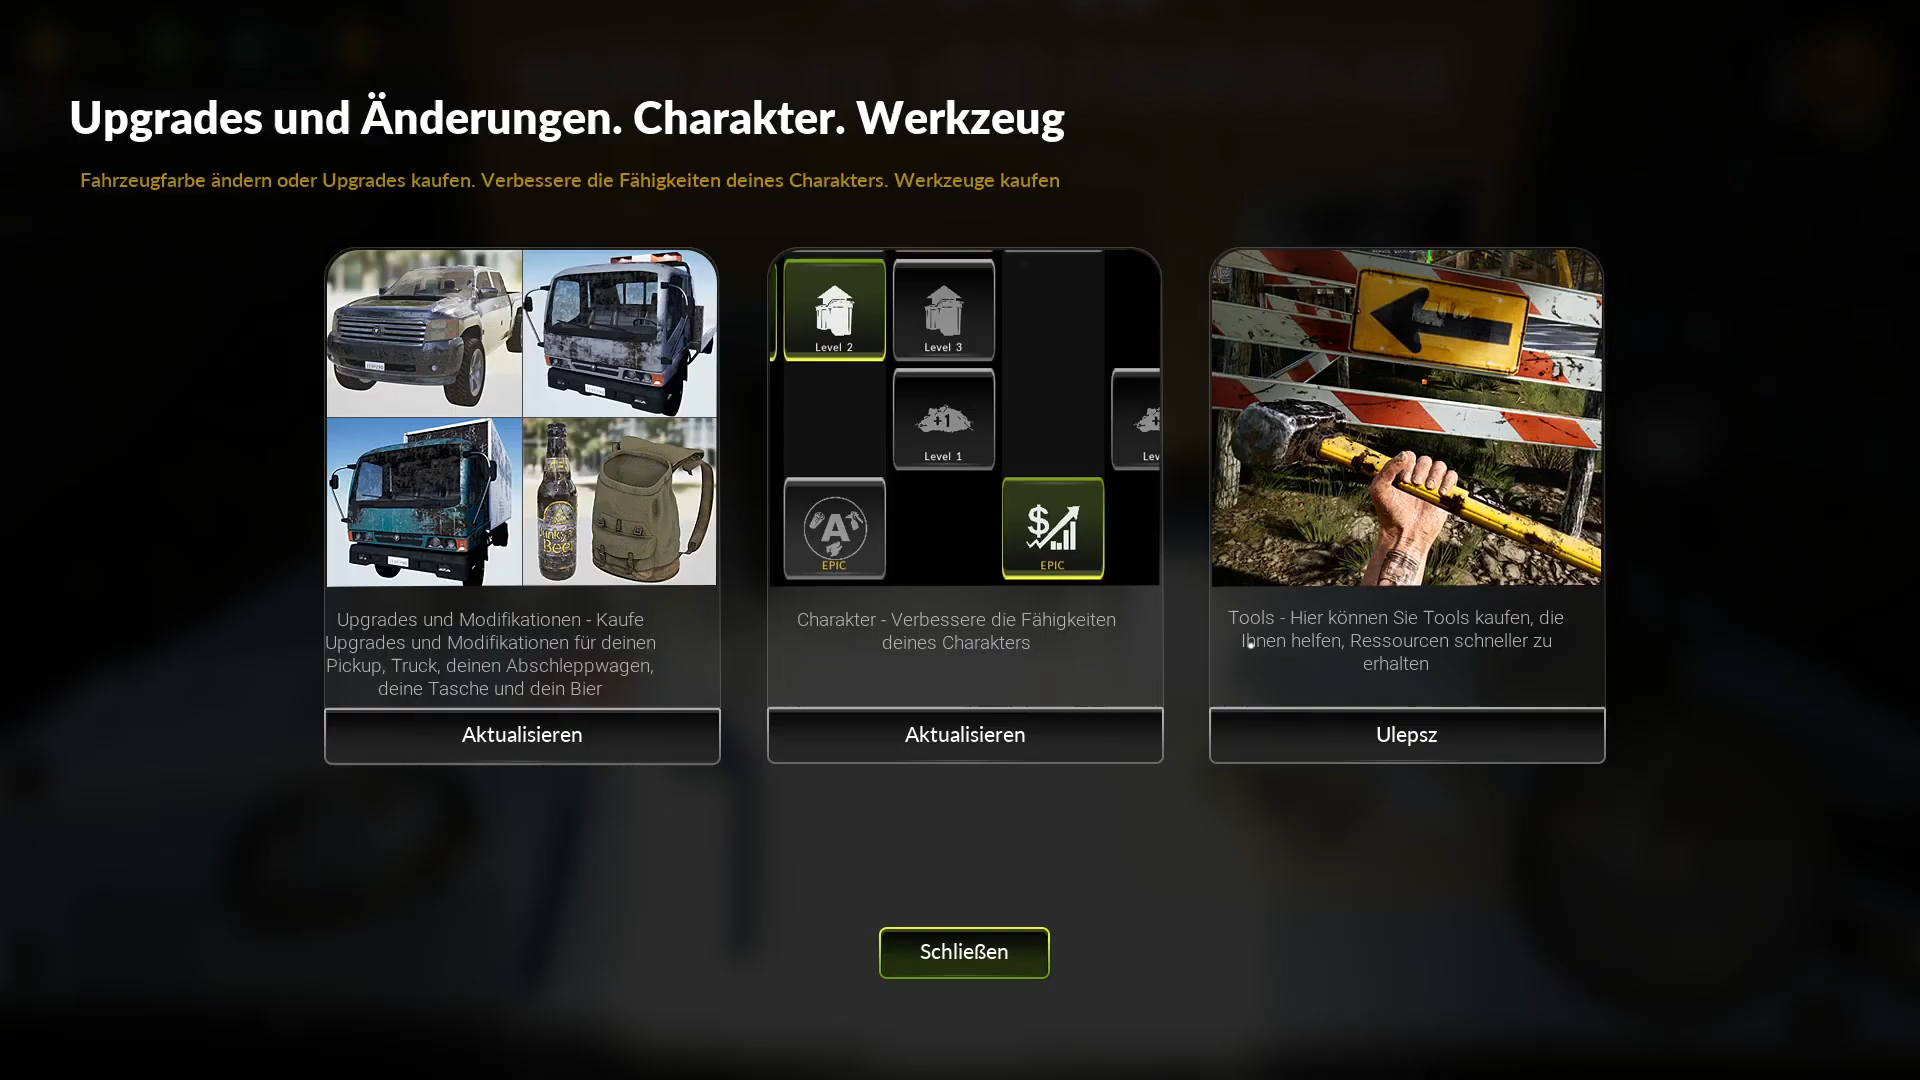 Upgrades und Änderungen. Charakter. Werkzeug
Fahrzeugfarbe ändern oder Upgrades kaufen. Verbessere die Fähigkeiten deines Charakters. Werkzeuge kaufen
Level 2
Level 3
+1
Level 1
Lev
A
EPIC
$
EPIC
Beer
Upgrades und Modifikationen - Kaufe
Upgrades und Modifikationen für deinen
Pickup, Truck, deinen Abschleppwagen,
deine Tasche und dein Bier
Charakter - Verbessere die Fähigkeiten
deines Charakters
Tools - Hier können Sie Tools kaufen, die
Ihnen helfen, Ressourcen schneller zu
erhalten
Aktualisieren
Aktualisieren
Ulepsz
Schließen